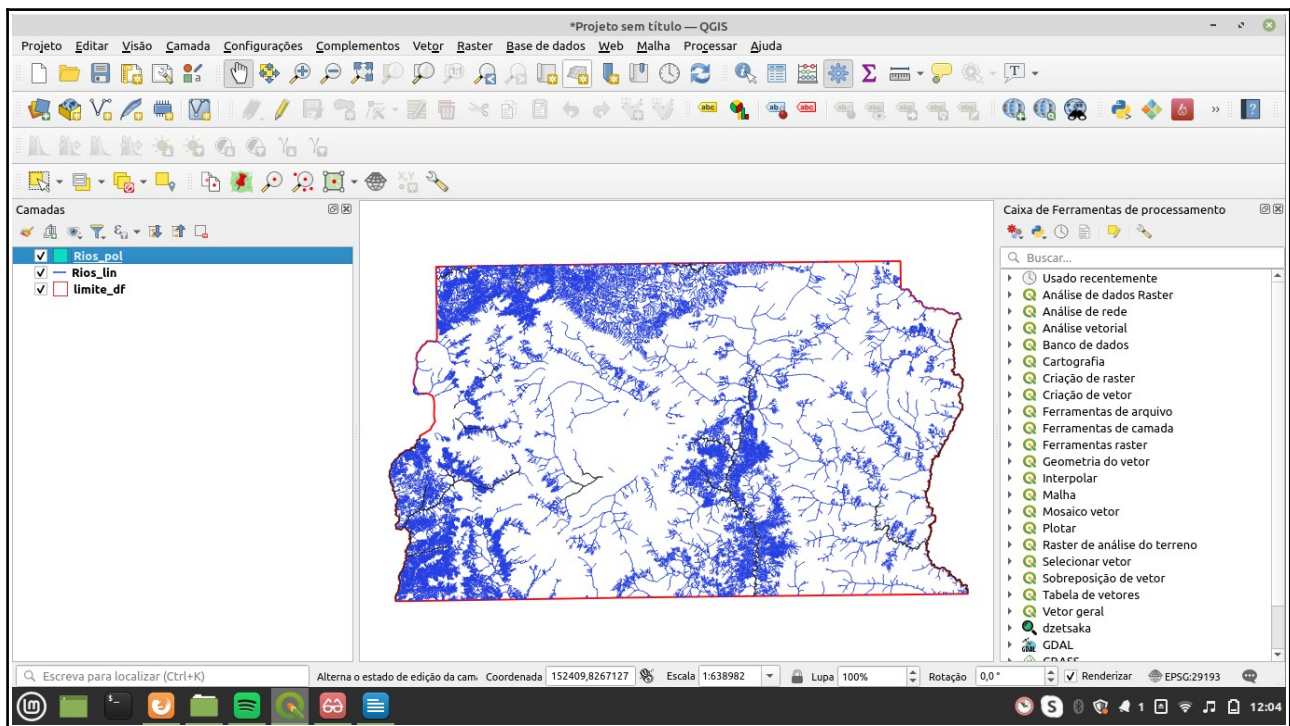 *Projeto sem título — QGIS
Projeto Editar Visão Camada Configurações Complementos Vetor Raster Base de dados Web Malha Processar Ajuda
Camadas
Caixa de Ferramentas de processamento
Rios_pol
Rios_lin
limite_df
Buscar...
Usado recentemente
Análise de dados Raster
Análise de rede
Análise vetorial
Banco de dados
Cartografia
Criação de raster
Criação de vetor
Ferramentas de arquivo
Ferramentas de camada
Ferramentas raster
Geometria do vetor
Interpolar
Malha
Mosaico vetor
Plotar
Raster de análise do terreno
Selecionar vetor
Sobreposição de vetor
Tabela de vetores
Vetor geral
dzetsaka
GDAL
GRASS
Escreva para localizar (Ctrl+K) Alterna o estado de edição da cam Coordenada 152409,8267127 Escala 1:638982 Lupa 100% Rotação 0,0 ° Renderizar EPSG:29193
1 12:04